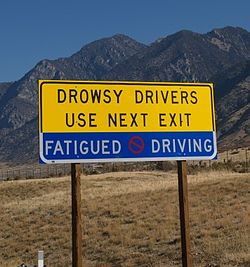 DROWSY DRIVERS
USE NEXT EXIT
FATIGUED DRIVING